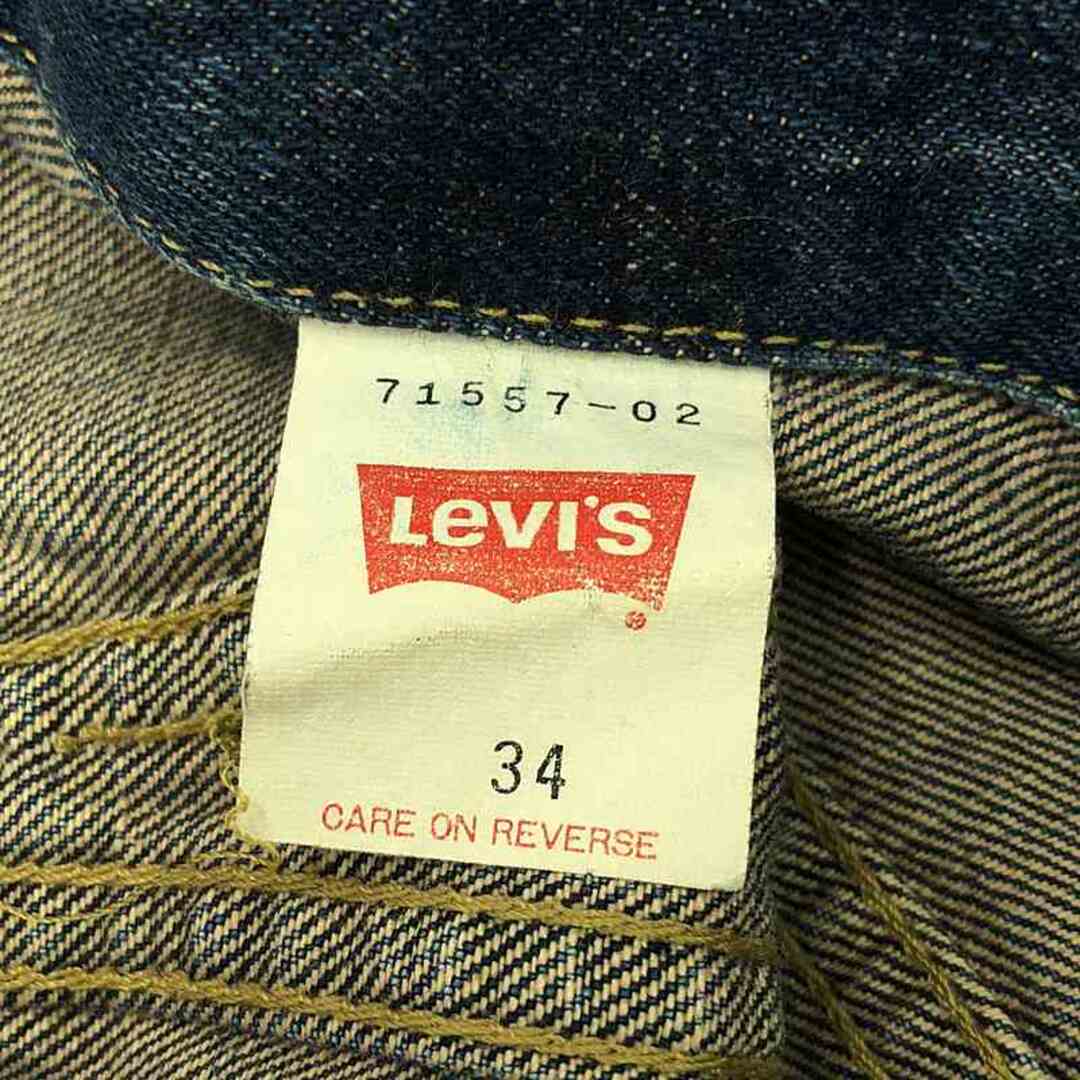 71557-02
LEVI'S
®
34
CARE ON REVERSE